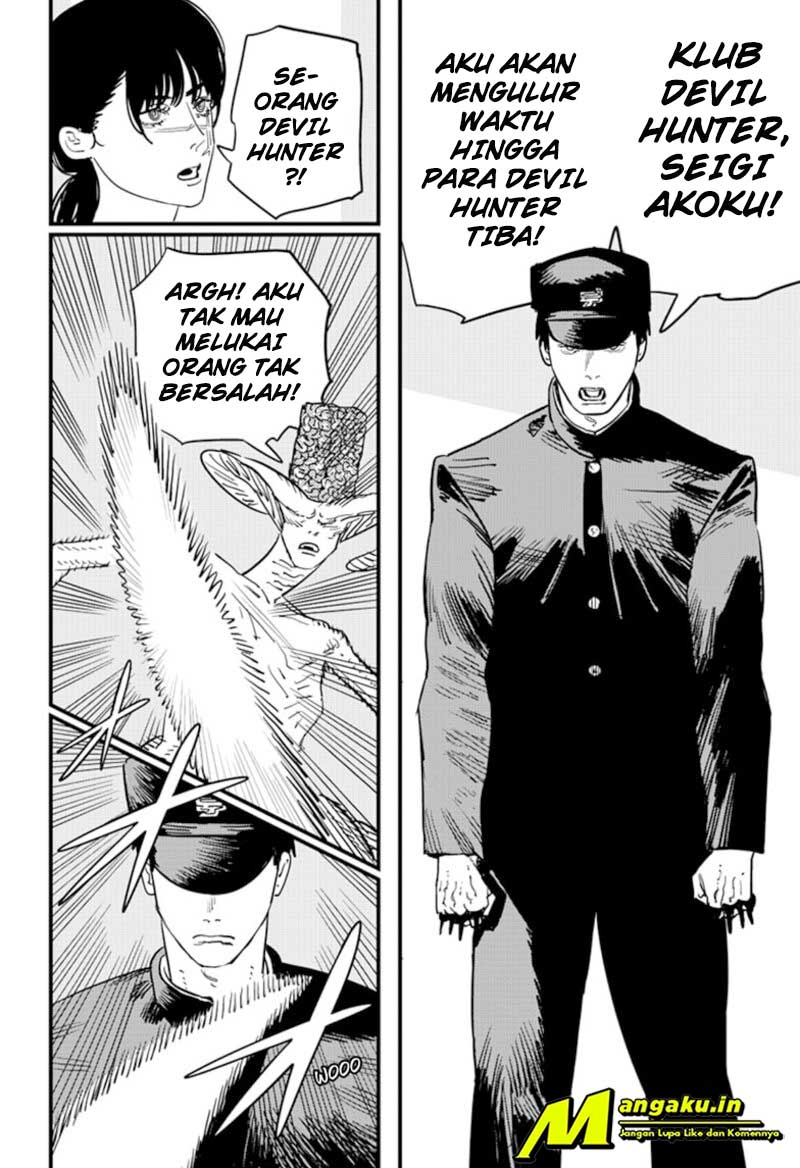 KLUB
DEVIL
HUNTER,
SEIGI
AKOKU!
AKU AKAN
MENGULUR
WAKTU
HINGGA
PARA DEVIL
HUNTER
TIBA!
SE-
ORANG
DEVIL
HUNTER
?!
ARGH! AKU
TAK MAU
MELUKAI
ORANG TAK
BERSALAH!
WOOO
Mangaku.in
Jangan Lupa Like dan Komennya